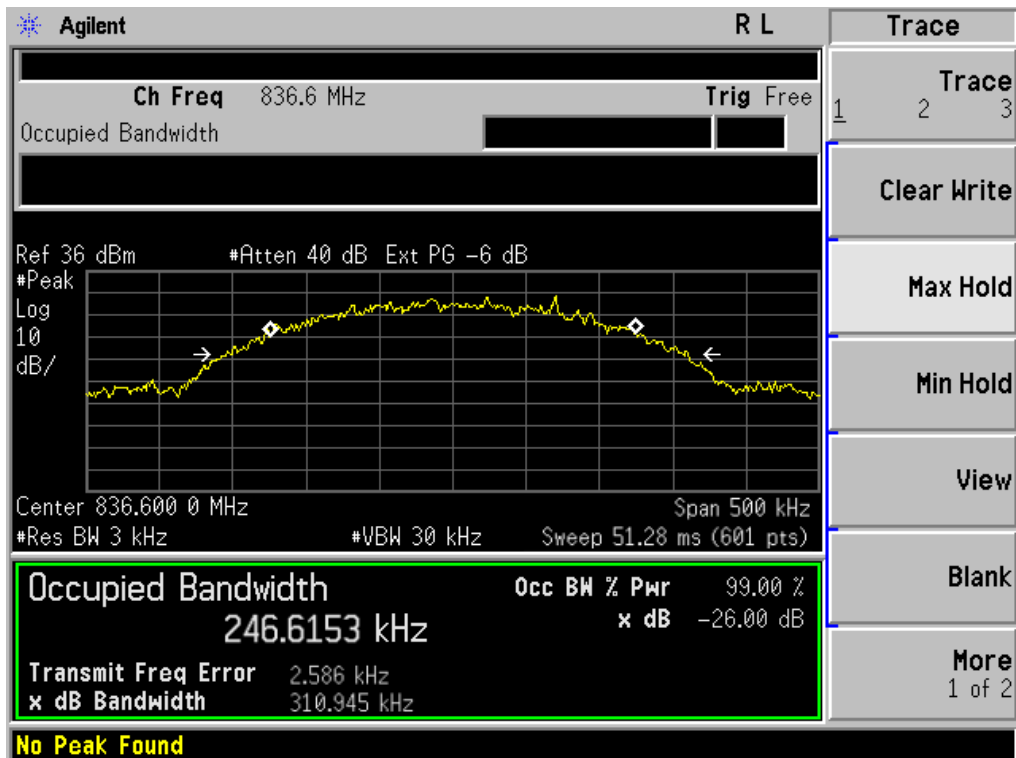 Agilent R L Trace
Ch Freq 836.6 MHz Trig Free
Occupied Bandwidth
Trace
1 2 3
Clear Write
Max Hold
Min Hold
View
Blank
More
1 of 2
Ref 36 dBm #Atten 40 dB Ext PG -6 dB
#Peak
Log
10
dB/
Center 836.600 0 MHz Span 500 kHz
#Res BW 3 kHz #VBW 30 kHz Sweep 51.28 ms (601 pts)
Occupied Bandwidth Occ BW % Pwr 99.00 %
246.6153 kHz x dB -26.00 dB
Transmit Freq Error 2.586 kHz
x dB Bandwidth 310.945 kHz
No Peak Found